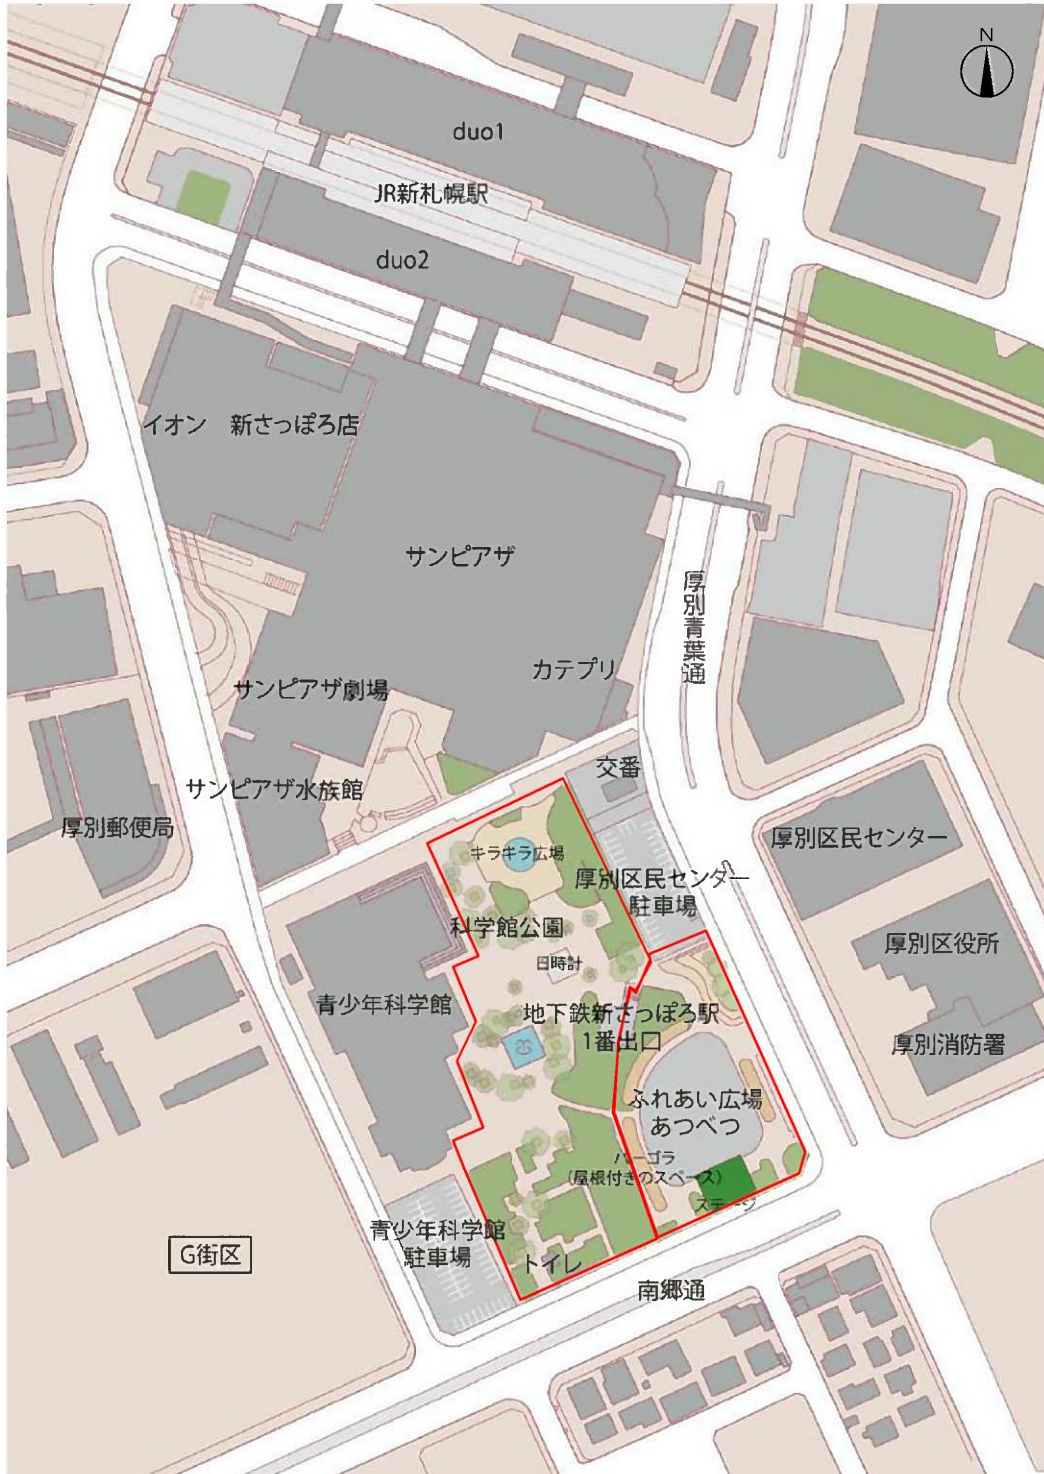 N
duo1
JR新札幌駅
duo2
イオン 新さっぽろ店
サンピアザ
厚別青葉通
カテプリ
サンピアザ劇場
交番
サンピアザ水族館
厚別郵便局
厚別区民センター
キラキラ広場
厚別区民センター
駐車場
科学館公園
厚別区役所
日時計
青少年科学館
地下鉄新さっぽろ駅
1番出口
厚別消防署
ふれあい広場
あつべつ
パーゴラ
(屋根付きのスペース)
ステージ
青少年科学館
駐車場
G街区
トイレ
南郷通